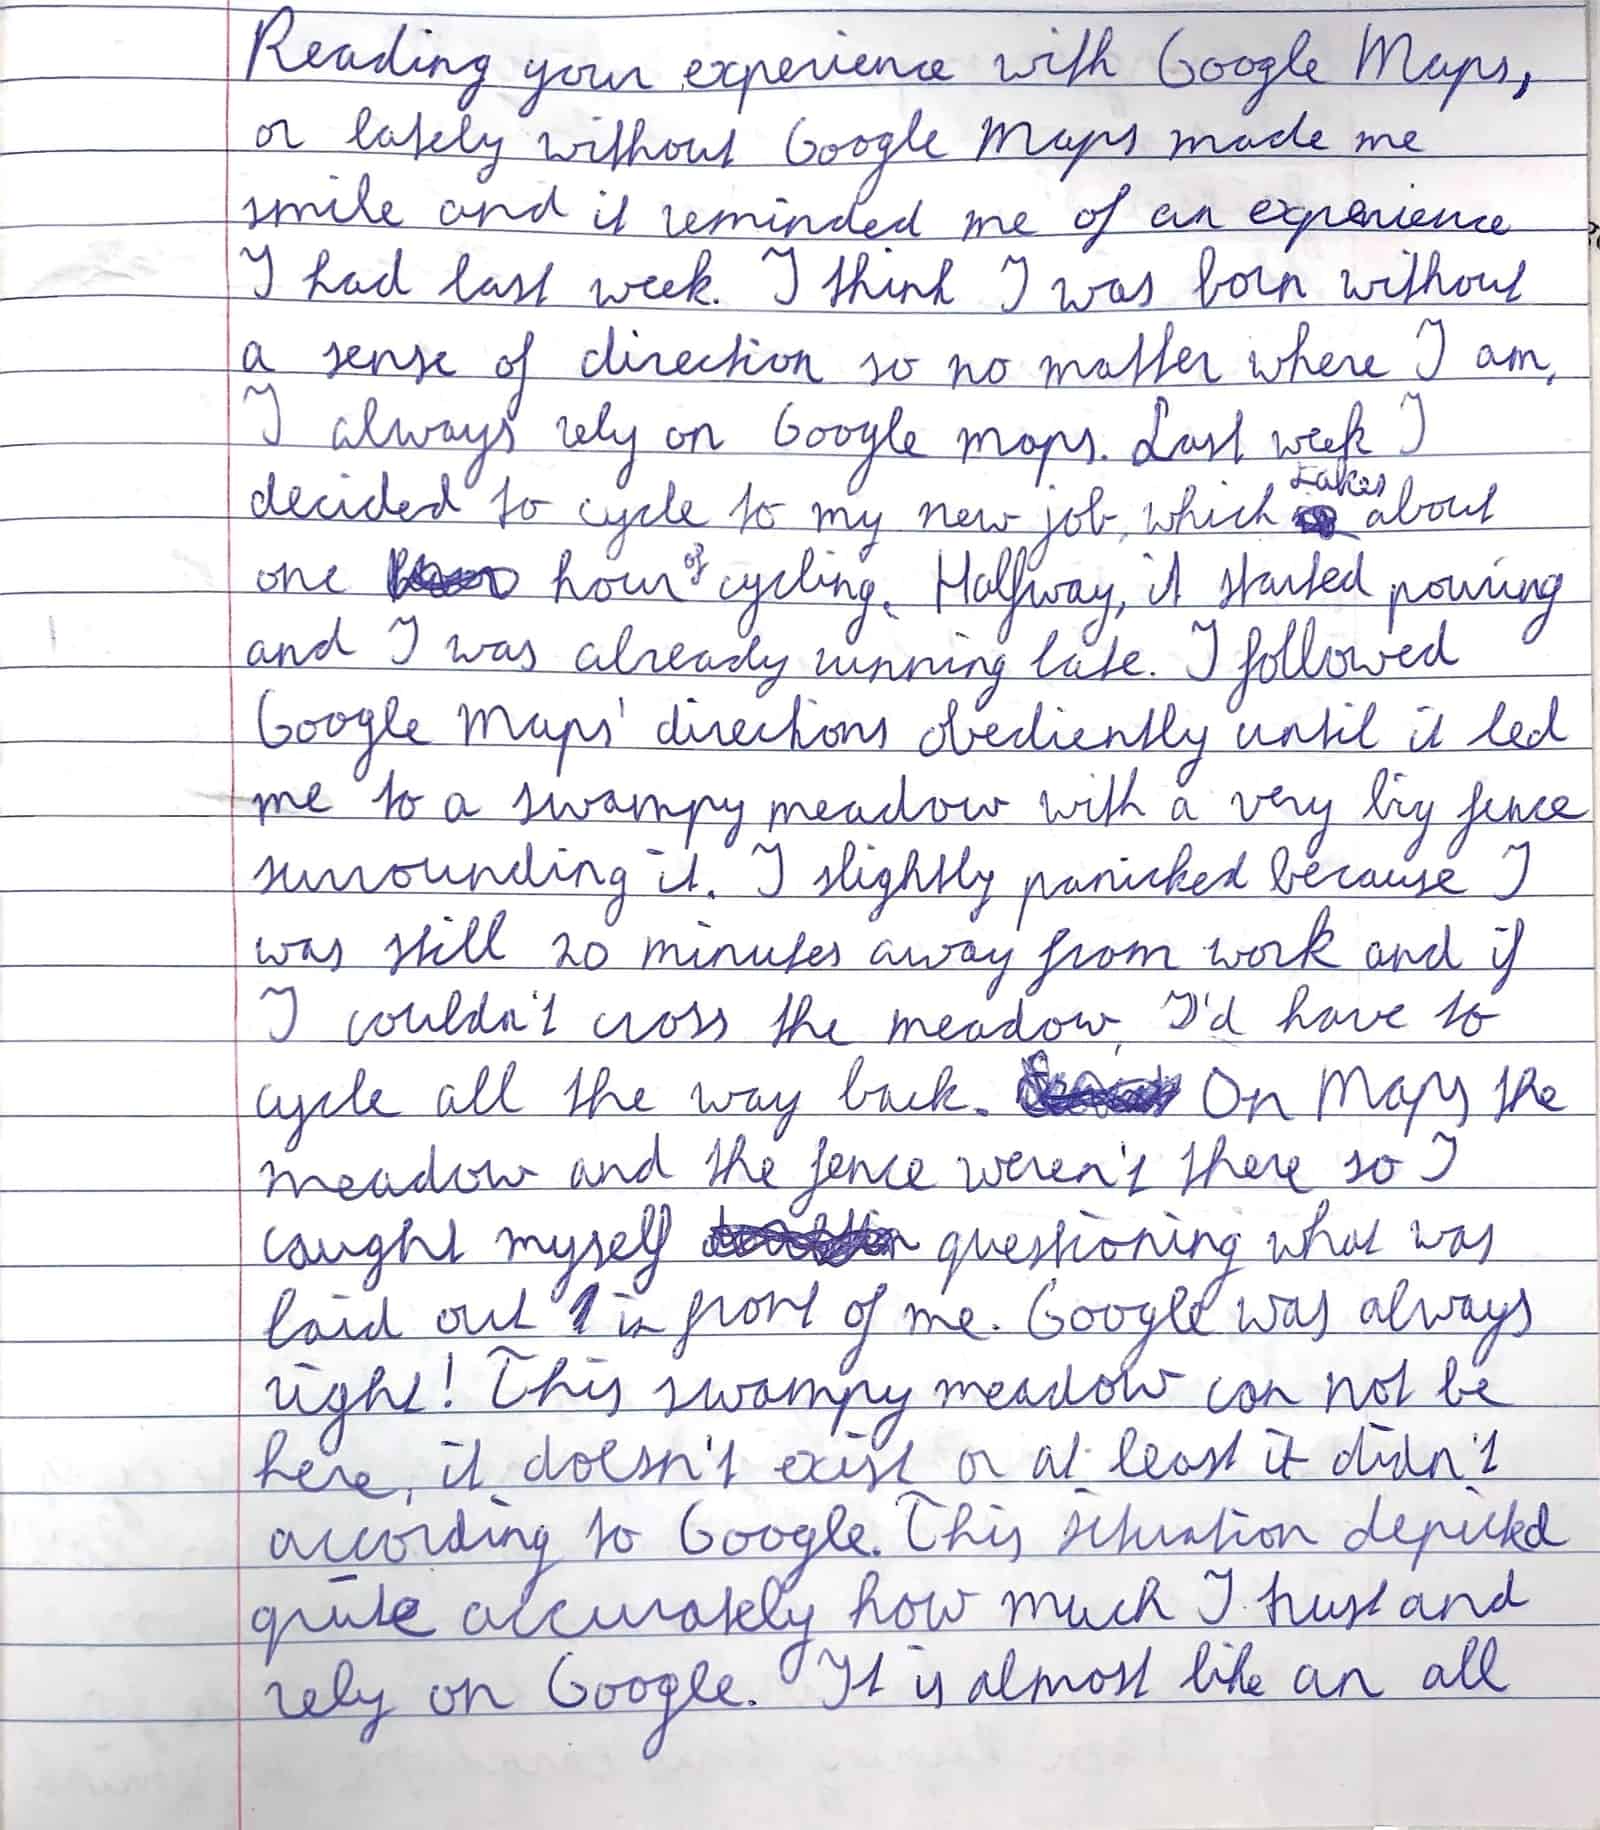 Reading your experience with Google Maps,
or lately without Google Maps made me
smile and it reminded me of an experience
I had last week. I think I was born without
a sense of direction so no matter where I am,
I always rely on Google maps. Last week I
decided to cycle to my new job, which takes about
one hour of cycling. Halfway, it started pouring
and I was already running late. I followed
Google Maps' directions obediently until it led
me to a swampy meadow with a very big fence
surrounding it. I slightly panicked because I
was still 20 minutes away from work and if
I couldn't cross the meadow, I'd have to
cycle all the way back. On Maps the
meadow and the fence weren't there so I
caught myself questioning what was
laid out in front of me. Google was always
right! This swampy meadow can not be
here, it doesn't exist or at least it didn't
according to Google. This situation depicted
quite accurately how much I trust and
rely on Google. It is almost like an all